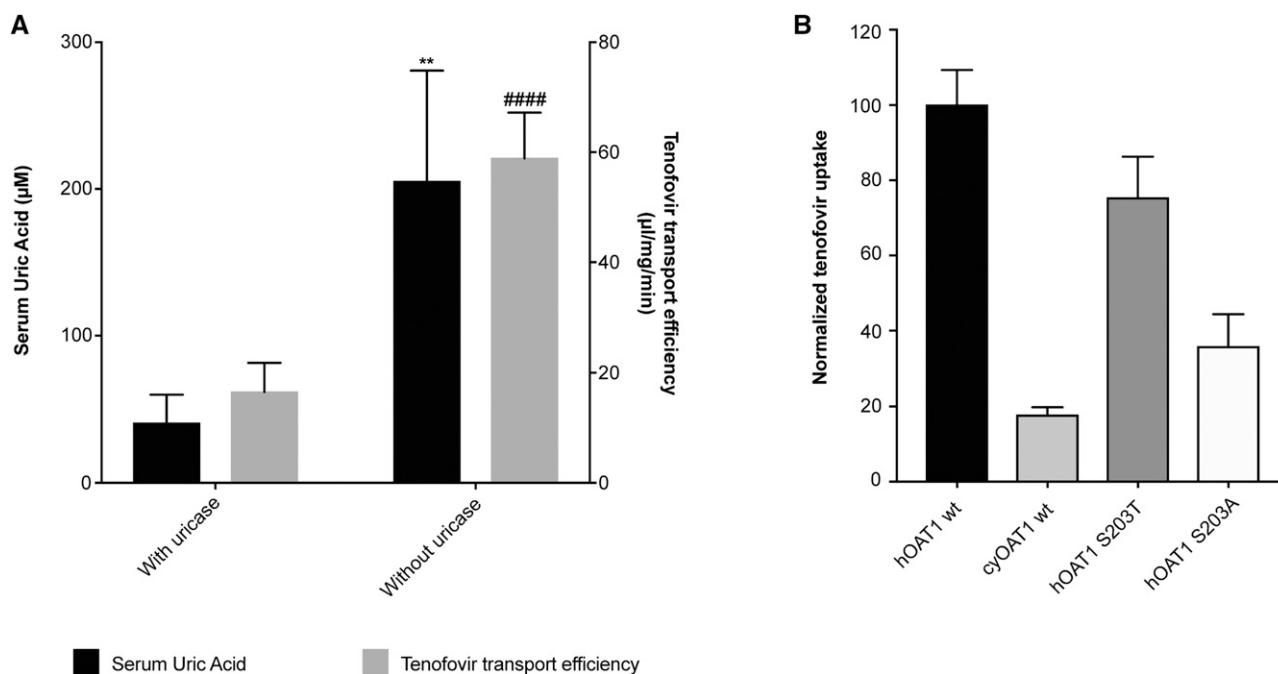 A
Serum Uric Acid (µM)
300
200
100
0
**
####
80
60
40
20
0
Tenofovir transport efficiency
(µl/mg/min)
With uricase
Without uricase
Serum Uric Acid
Tenofovir transport efficiency
B
Normalized tenofovir uptake
120
100
80
60
40
20
0
hOAT1 wt
cyOAT1 wt
hOAT1 S203T
hOAT1 S203A